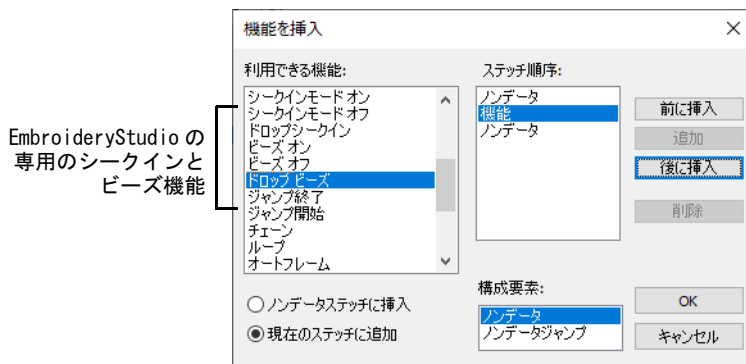 機能を挿入
利用できる機能:
シークインモード オン
シークインモード オフ
ドロップシークイン
ビーズ オン
ビーズ オフ
ドロップ ビーズ
ジャンプ終了
ジャンプ開始
チェーン
ループ
オートフレーム
EmbroideryStudio の
専用のシークインと
ビーズ機能
ノンデータステッチに挿入
現在のステッチに追加
ステッチ順序:
ノンデータ
機能
ノンデータ
構成要素:
ノンデータ
ノンデータジャンプ
前に挿入
追加
後に挿入
削除
OK
キャンセル